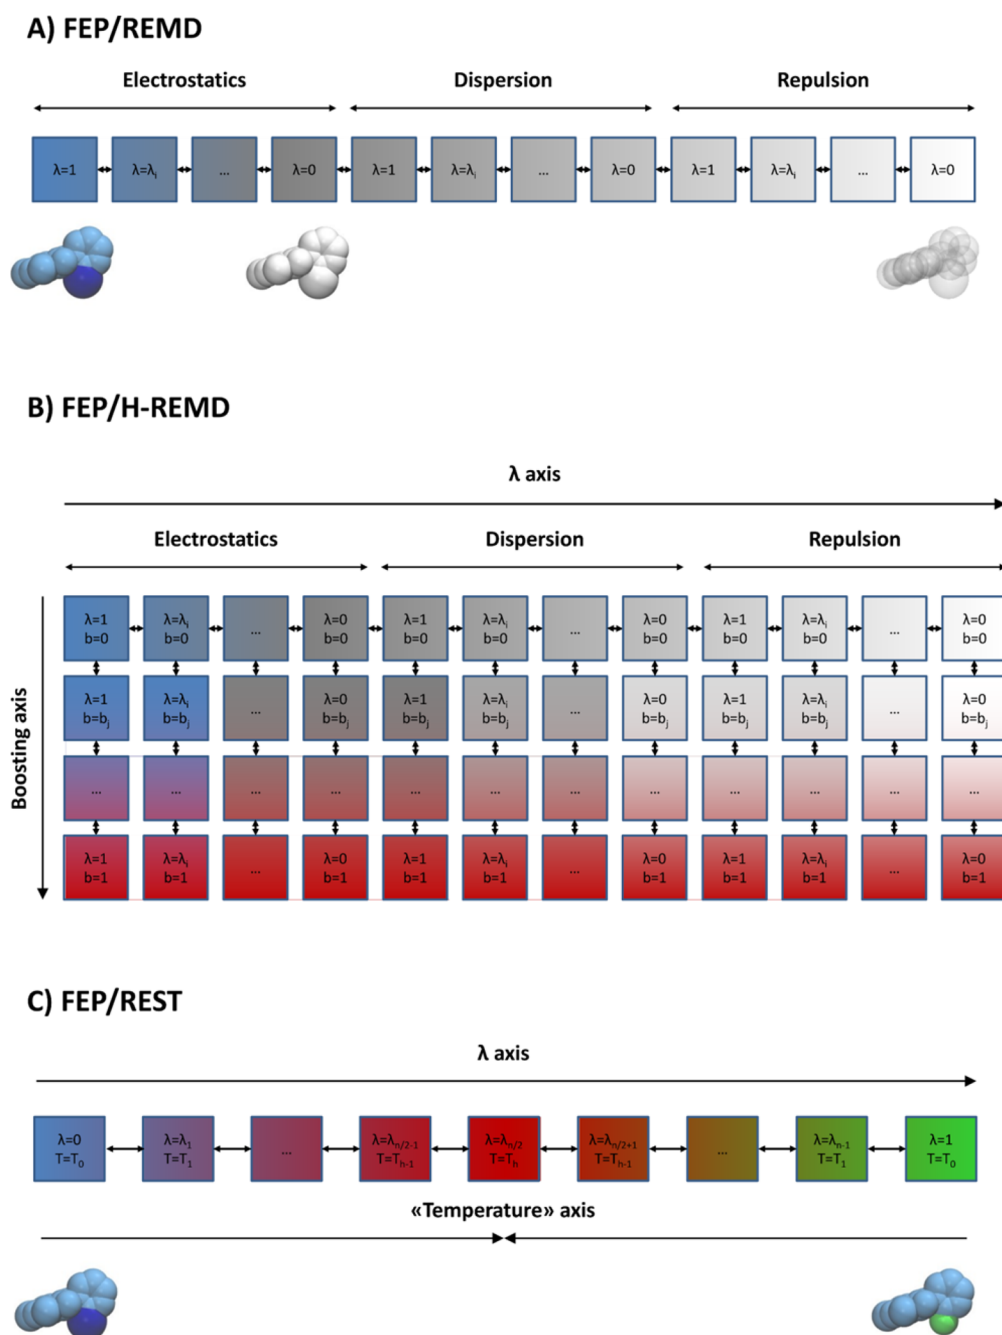 A) FEP/REMD
Electrostatics Dispersion Repulsion
λ=1 λ=λi ... λ=0 λ=1 λ=λi ... λ=0 λ=1 λ=λi ... λ=0
B) FEP/H-REMD
λ axis
Electrostatics Dispersion Repulsion
Boosting axis
λ=1 λ=λi ... λ=0 λ=1 λ=λi ... λ=0 λ=1 λ=λi ... λ=0
b=0 b=0 b=0 b=0 b=0 b=0 b=0 b=0 b=0
λ=1 λ=λi ... λ=0 λ=1 λ=λi ... λ=0 λ=1 λ=λi ... λ=0
b=bj b=bj b=bj b=bj b=bj b=bj b=bj b=bj b=bj
... ... ... ... ... ... ... ... ... ... ... ...
λ=1 λ=λi ... λ=0 λ=1 λ=λi ... λ=0 λ=1 λ=λi ... λ=0
b=1 b=1 b=1 b=1 b=1 b=1 b=1 b=1 b=1
C) FEP/REST
λ axis
λ=0 λ=λ1 ... λ=λn/2-1 λ=λn/2 λ=λn/2+1 ... λ=λn-1 λ=1
T=T0 T=T1 T=Th-1 T=Th T=Th-1 T=T1 T=T0
«Temperature» axis